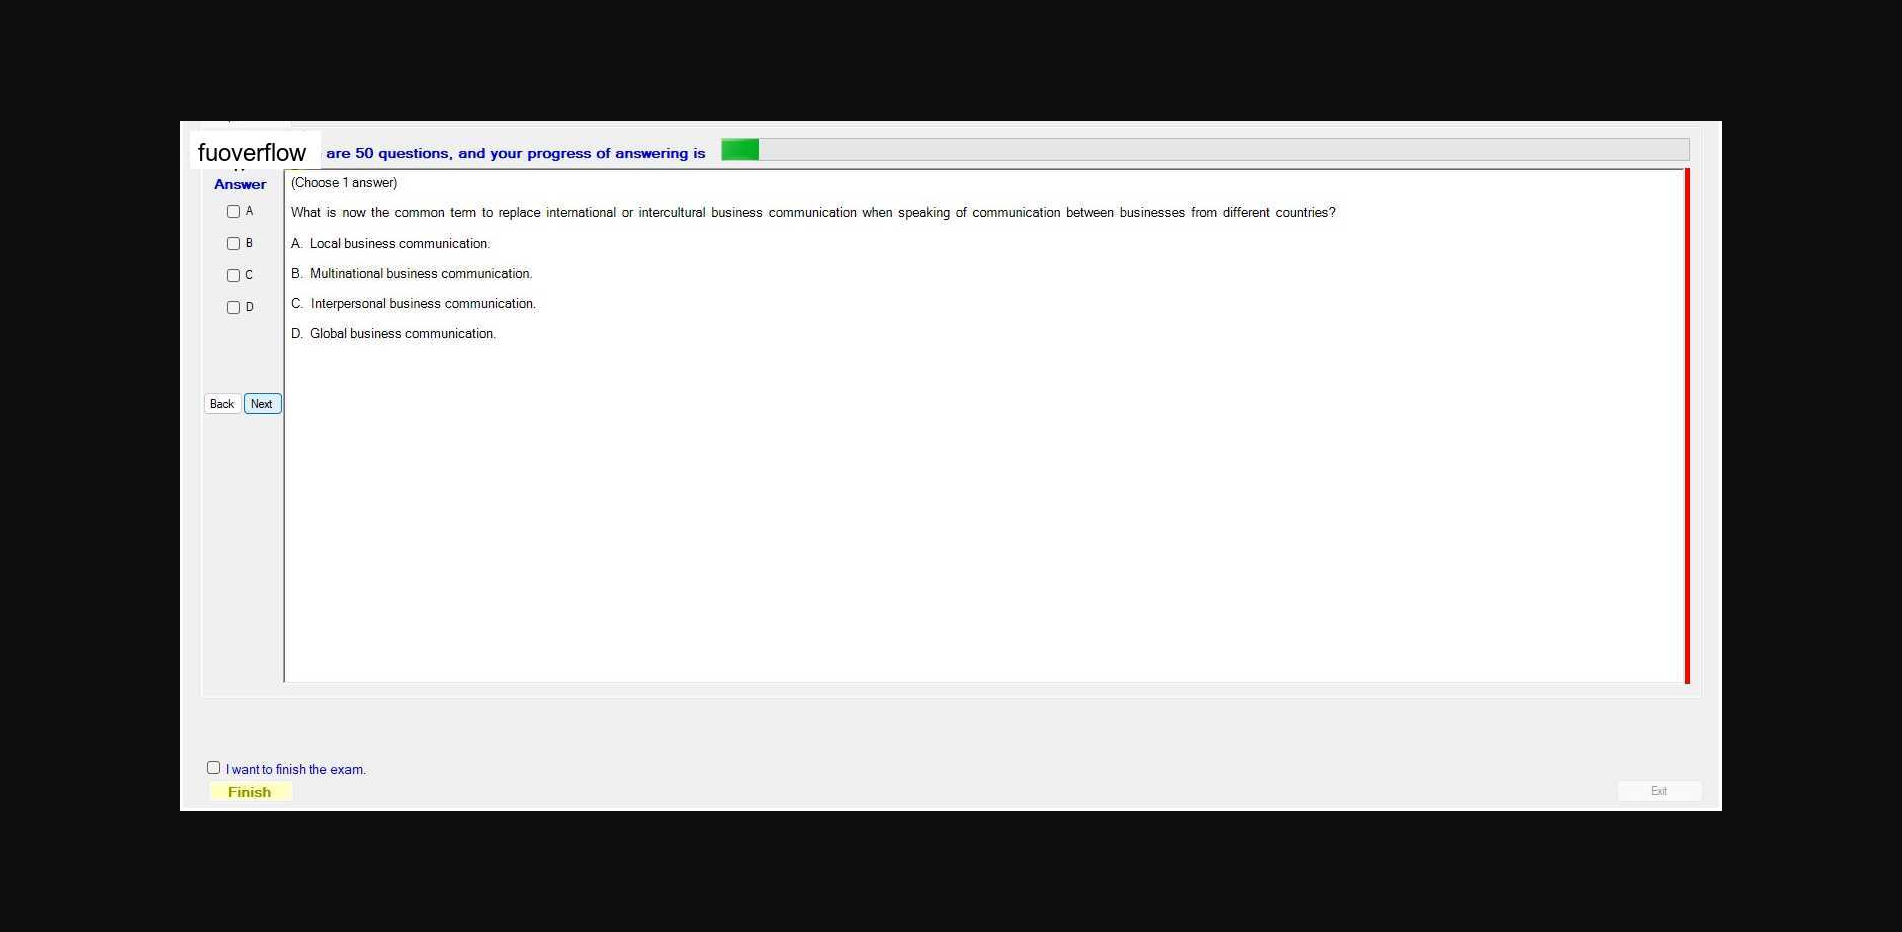 fuoverflow are 50 questions, and your progress of answering is
Answer
(Choose 1 answer)
A
What is now the common term to replace international or intercultural business communication when speaking of communication between businesses from different countries?
B
A. Local business communication.
C
B. Multinational business communication.
D
C. Interpersonal business communication.
D. Global business communication.
Back Next
I want to finish the exam.
Finish
Exit